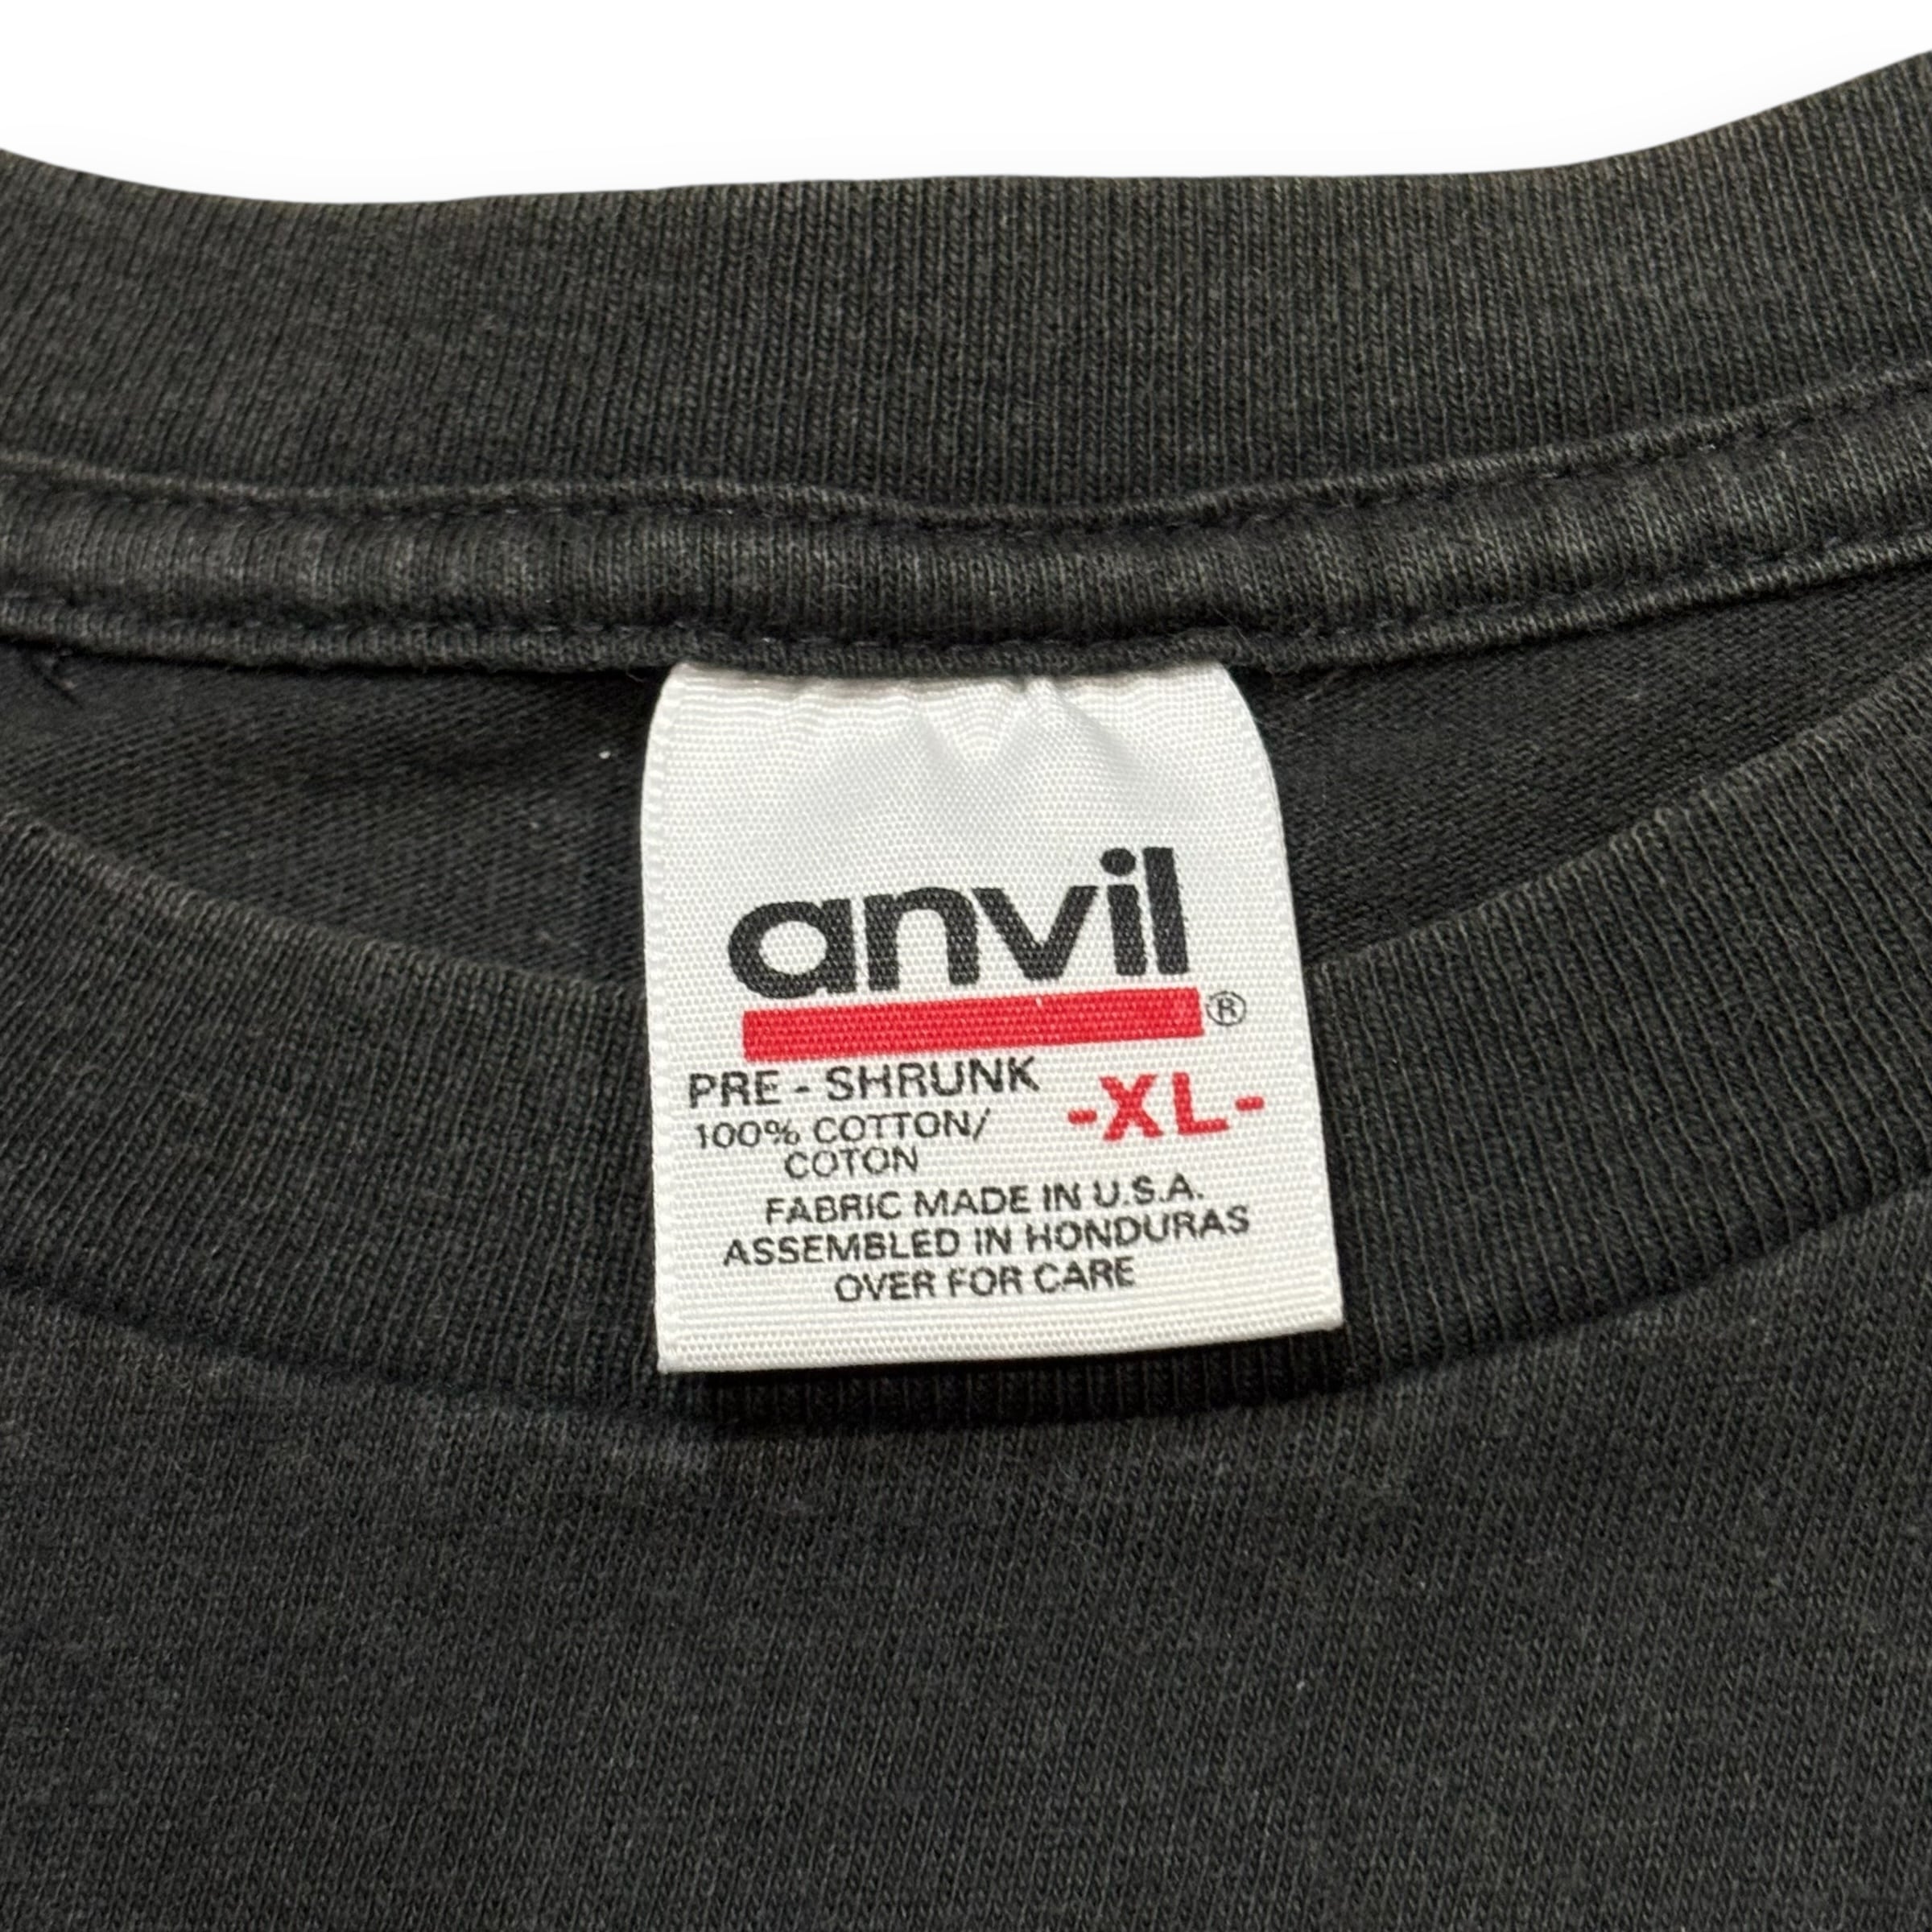 anvil
®
PRE - SHRUNK
-XL-
100% COTTON/
COTON
FABRIC MADE IN U.S.A.
ASSEMBLED IN HONDURAS
OVER FOR CARE